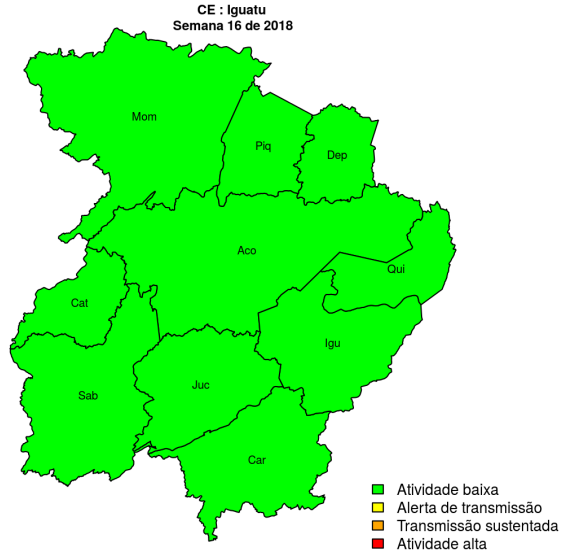 CE : Iguatu
Semana 16 de 2018
Mom
Piq
Dep
Aco
Qui
Cat
Igu
Juc
Sab
Car
Atividade baixa
Alerta de transmissão
Transmissão sustentada
Atividade alta